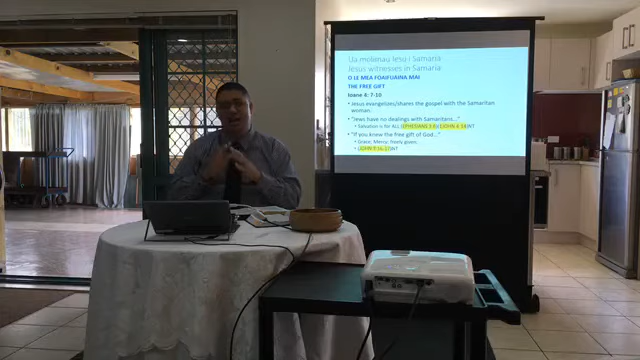 Ua molimau Iesu i Samaria
Jesus witnesses in Samaria
O LE MEA FOAIFUAINA MAI
THE FREE GIFT
Ioane 4: 7-10
• Jesus evangelizes/shares the gospel with the Samaritan
woman.
• "Jews have no dealings with Samaritans..."
• Salvation is for ALL
• "If you knew the free gift of God..."
• Grace; Mercy; freely given.